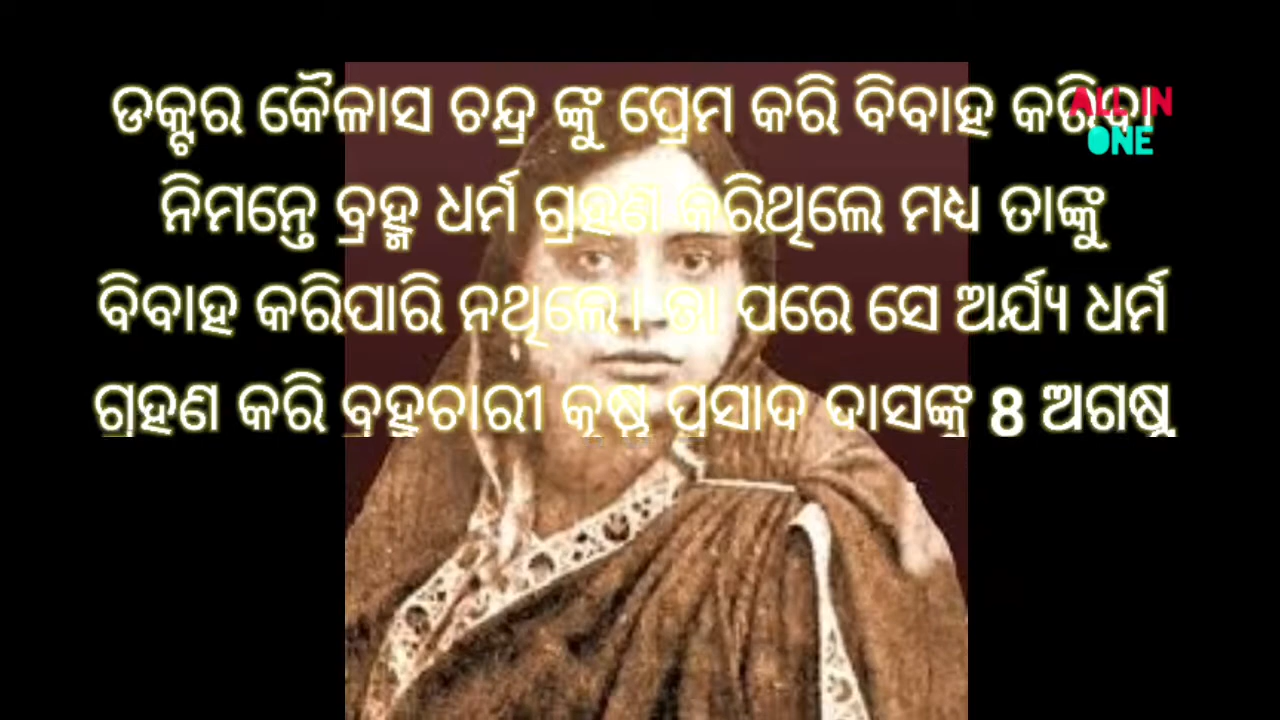 ଡକ୍ଟର କୈଳାସ ଚନ୍ଦ୍ର ଙ୍କୁ ପ୍ରେମ କରି ବିବାହ କରିବା
ALL IN
ONE
ନିମନ୍ତେ ବ୍ରହ୍ମ ଧର୍ମ ଗ୍ରହଣ କରିଥିଲେ ମଧ୍ୟ ତାଙ୍କୁ
ବିବାହ କରିପାରି ନଥିଲେ। ତା ପରେ ସେ ଅର୍ଯ୍ୟ ଧର୍ମ
ଗ୍ରହଣ କରି ବ୍ରହ୍ମଚାରୀ କୃଷ୍ଣ ପ୍ରସାଦ ଦାସଙ୍କୁ 8 ଅଗଷ୍ଟ